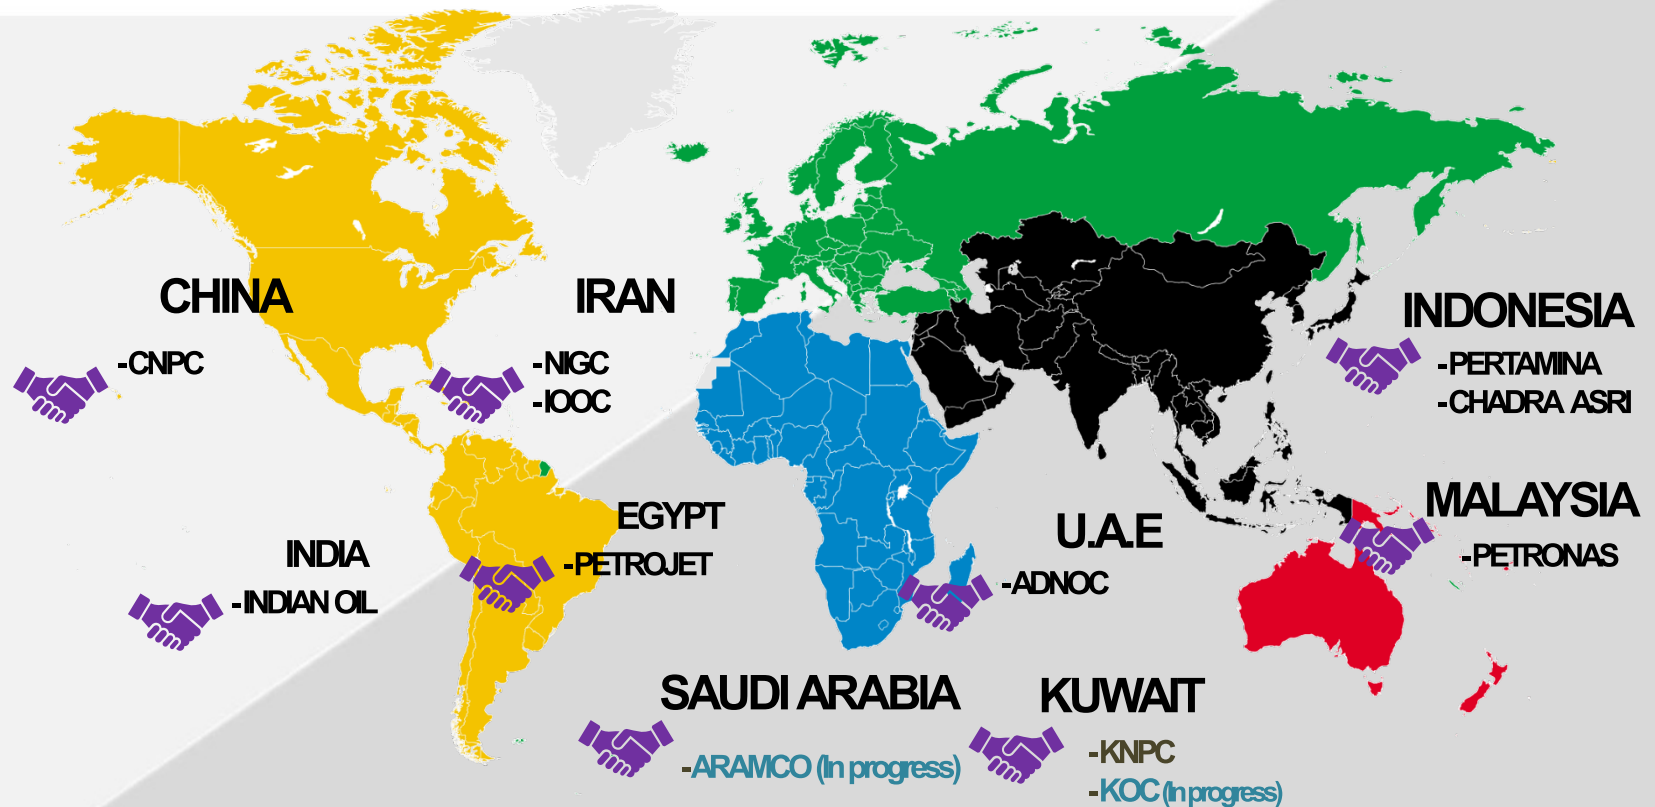 CHINA
-CNPC
IRAN
-NIGC
-IOOC
INDONESIA
-PERTAMINA
-CHADRA ASRI
MALAYSIA
-PETRONAS
EGYPT
-PETROJET
U.A.E
-ADNOC
INDIA
-INDIAN OIL
SAUDI ARABIA
-ARAMCO (In progress)
KUWAIT
-KNPC
-KOC (In progress)